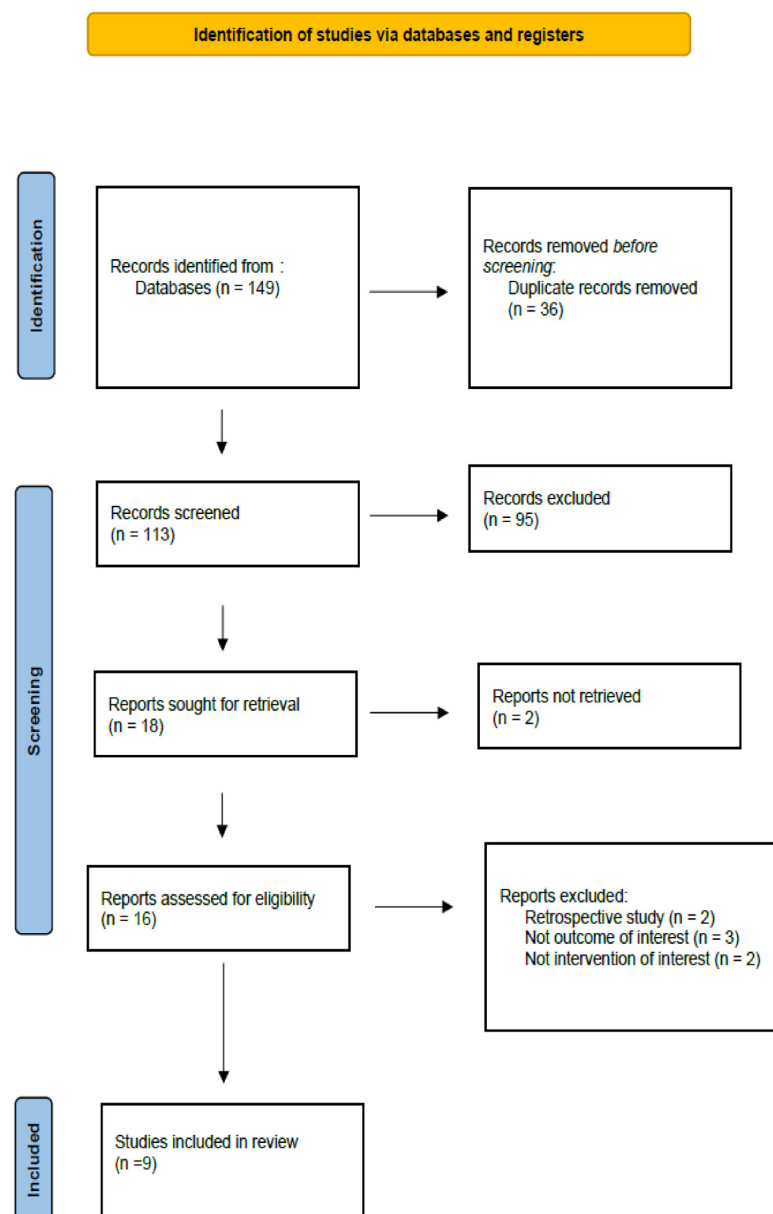 Identification of studies via databases and registers
Identification
Records identified from :
Databases (n = 149)
Records removed before
screening:
Duplicate records removed
(n = 36)
Screening
Records screened
(n = 113)
Records excluded
(n = 95)
Reports sought for retrieval
(n = 18)
Reports not retrieved
(n = 2)
Reports assessed for eligibility
(n = 16)
Reports excluded:
Retrospective study (n = 2)
Not outcome of interest (n = 3)
Not intervention of interest (n = 2)
Included
Studies included in review
(n =9)